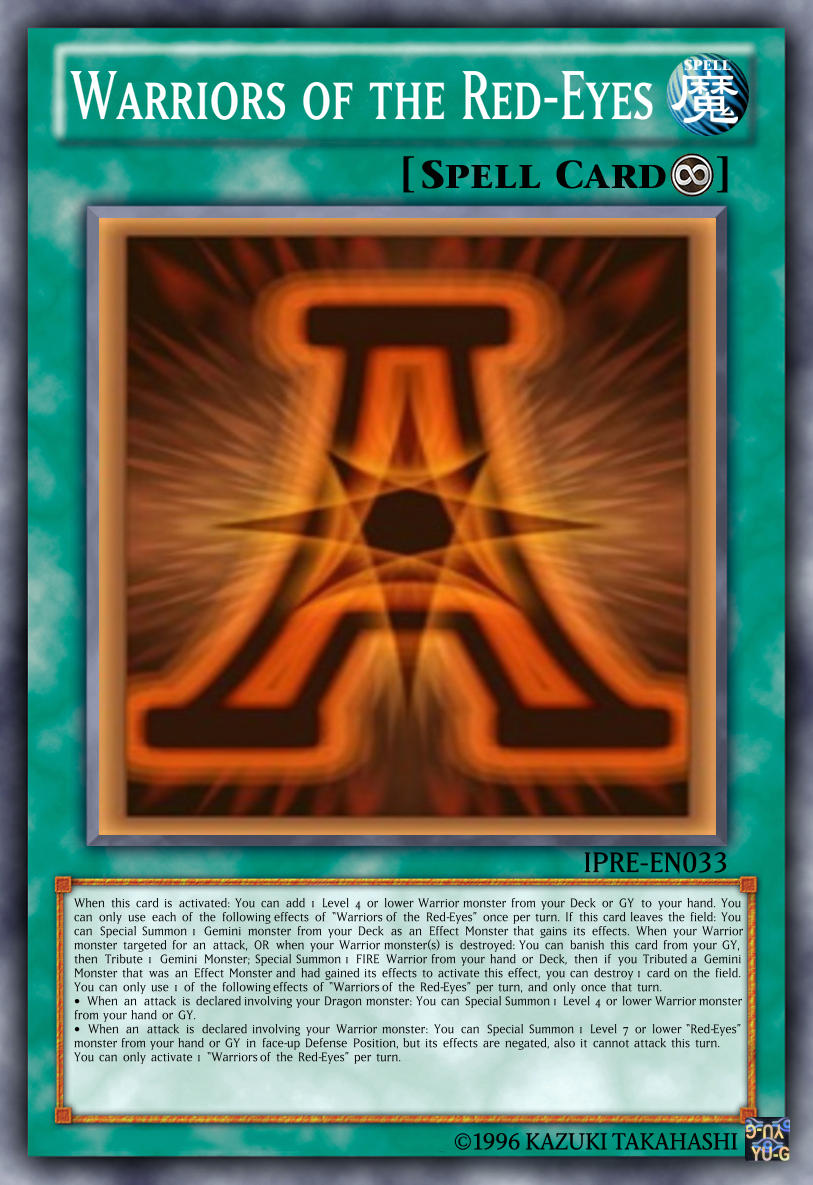 WARRIORS OF THE RED-EYES
SPELL
魔
[SPELL CARD]
A
IPRE-EN033
When this card is activated: You can add 1 Level 4 or lower Warrior monster from your Deck or GY to your hand. You
can only use each of the following effects of "Warriors of the Red-Eyes" once per turn. If this card leaves the field: You
can Special Summon 1 Gemini monster from your Deck as an Effect Monster that gains its effects. When your Warrior
monster targeted for an attack, OR when your Warrior monster(s) is destroyed: You can banish this card from your GY,
then Tribute 1 Gemini Monster; Special Summon 1 FIRE Warrior from your hand or Deck, then if you Tributed a Gemini
Monster that was an Effect Monster and had gained its effects to activate this effect, you can destroy 1 card on the field.
You can only use 1 of the following effects of "Warriors of the Red-Eyes" per turn, and only once that turn.
• When an attack is declared involving your Dragon monster: You can Special Summon 1 Level 4 or lower Warrior monster
from your hand or GY.
• When an attack is declared involving your Warrior monster: You can Special Summon 1 Level 7 or lower "Red-Eyes"
monster from your hand or GY in face-up Defense Position, but its effects are negated, also it cannot attack this turn.
You can only activate 1 "Warriors of the Red-Eyes" per turn.
©1996 KAZUKI TAKAHASHI
YU-G
YU-G